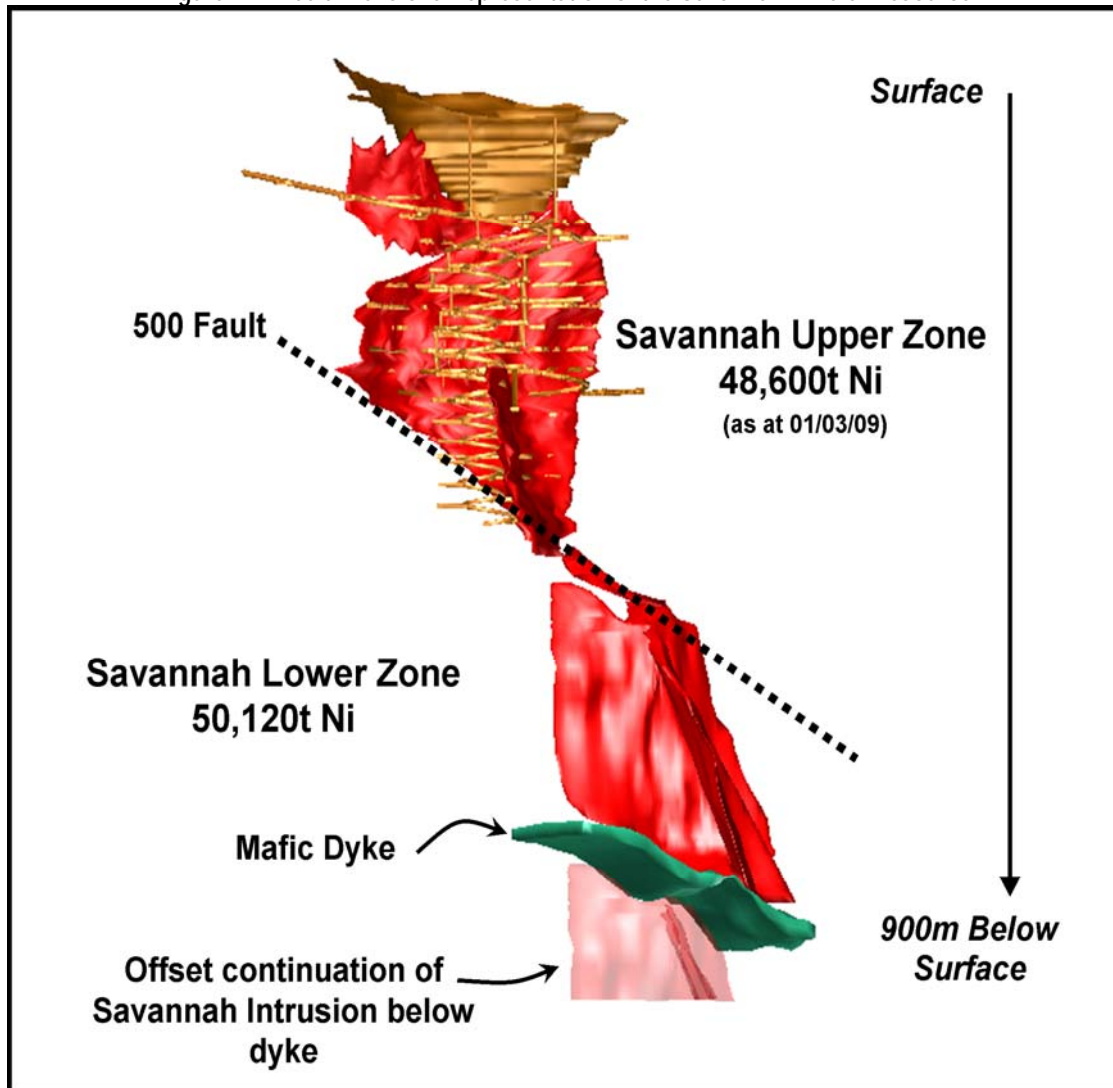 Surface
500 Fault
Savannah Upper Zone
48,600t Ni
(as at 01/03/09)
Savannah Lower Zone
50,120t Ni
Mafic Dyke
900m Below
Surface
Offset continuation of
Savannah Intrusion below
dyke